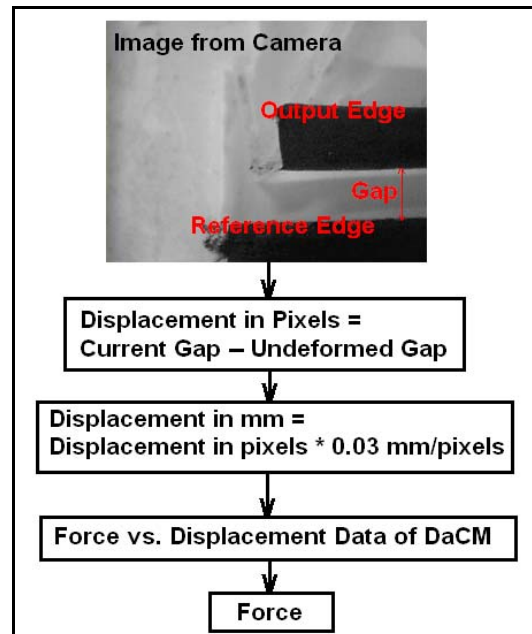 Image from Camera
Output Edge
Gap
Reference Edge
Displacement in Pixels =
Current Gap – Undeformed Gap
Displacement in mm =
Displacement in pixels * 0.03 mm/pixels
Force vs. Displacement Data of DaCM
Force